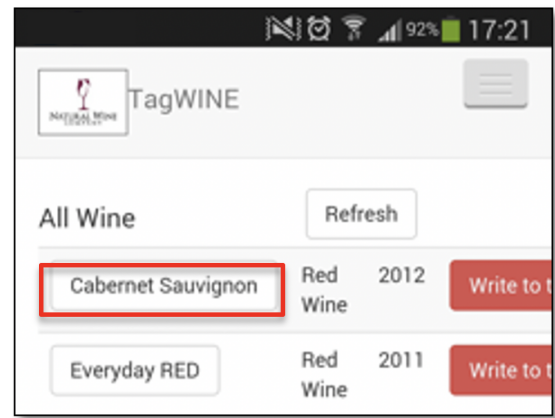 92% 17:21
NATURAL WINE
COMPANY
TagWINE
All Wine Refresh
Cabernet Sauvignon Red Wine 2012 Write to t
Everyday RED Red Wine 2011 Write to t